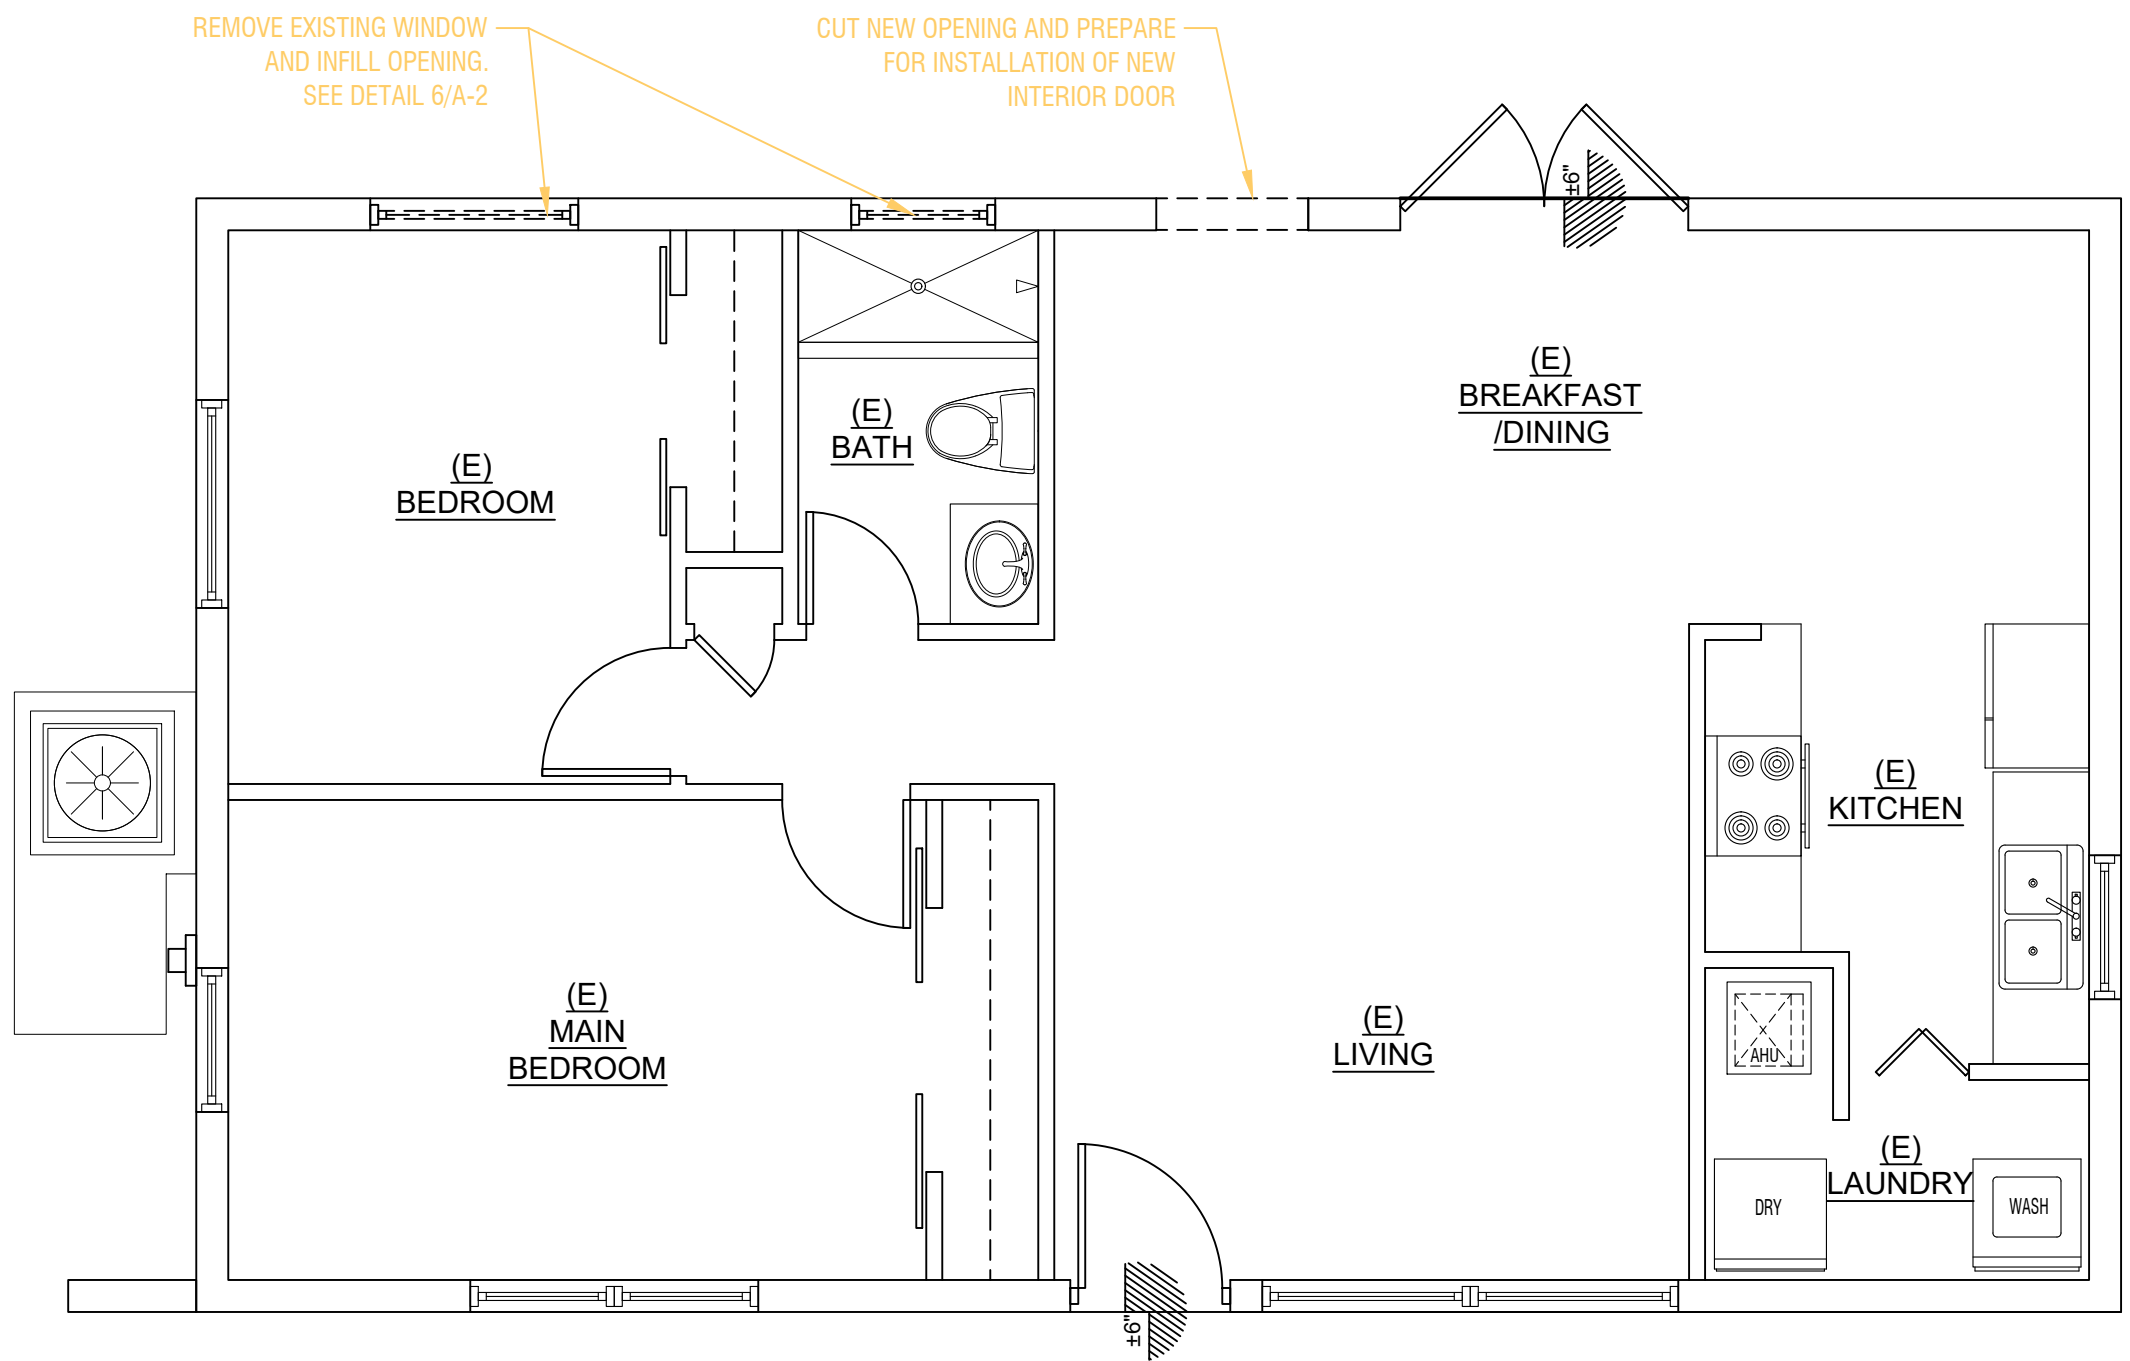 REMOVE EXISTING WINDOW
AND INFILL OPENING.
SEE DETAIL 6/A-2
CUT NEW OPENING AND PREPARE
FOR INSTALLATION OF NEW
INTERIOR DOOR
±6"
(E)
BREAKFAST
/DINING
(E)
BATH
(E)
BEDROOM
(E)
KITCHEN
(E)
MAIN
BEDROOM
(E)
LIVING
AHU
(E)
LAUNDRY
DRY
WASH
±6"